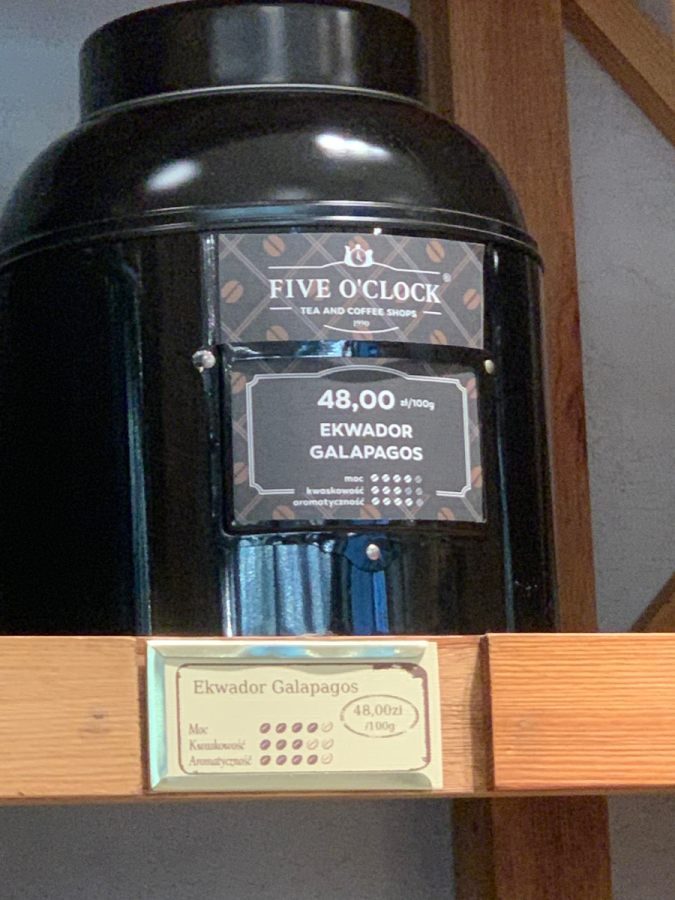 FIVE O'CLOCK®
TEA AND COFFEE SHOPS
1990
48,00 zł/100g
EKWADOR
GALAPAGOS
moc
kwaskowość
aromatyczność
Ekwador Galapagos
48,00zł
/100g
Moc
Kwaskowość
Aromatyczność